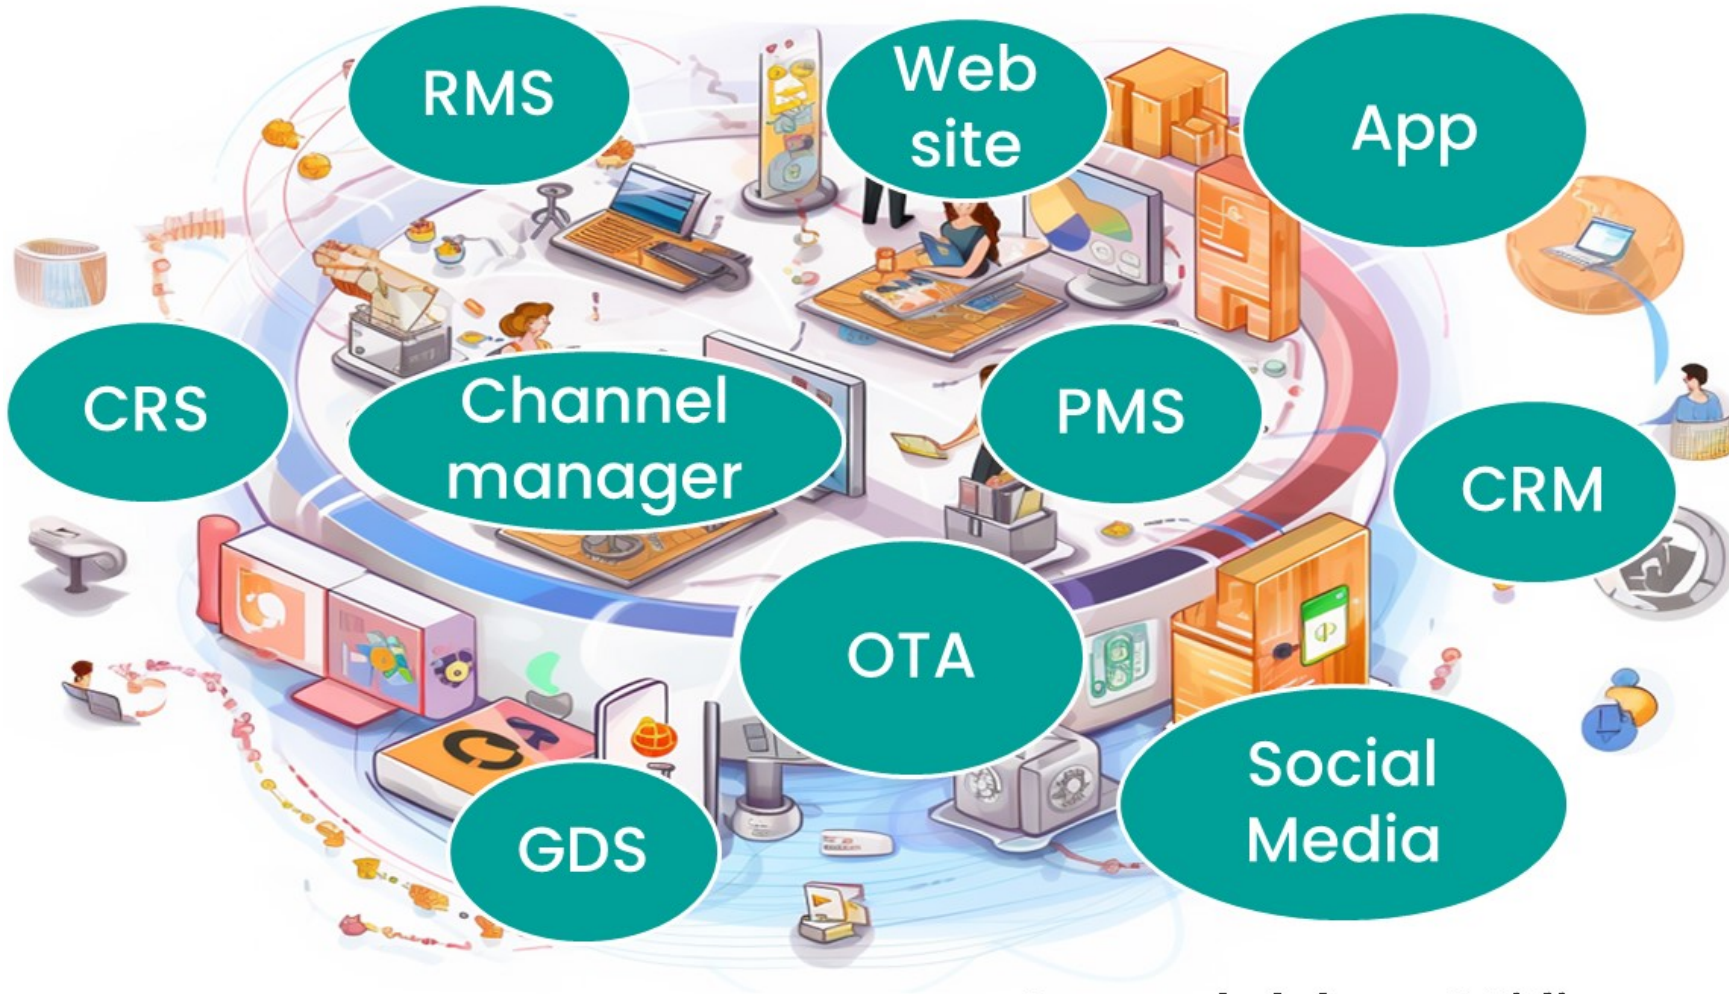 RMS
Web
site
App
CRS
Channel
manager
PMS
CRM
OTA
Social
Media
GDS